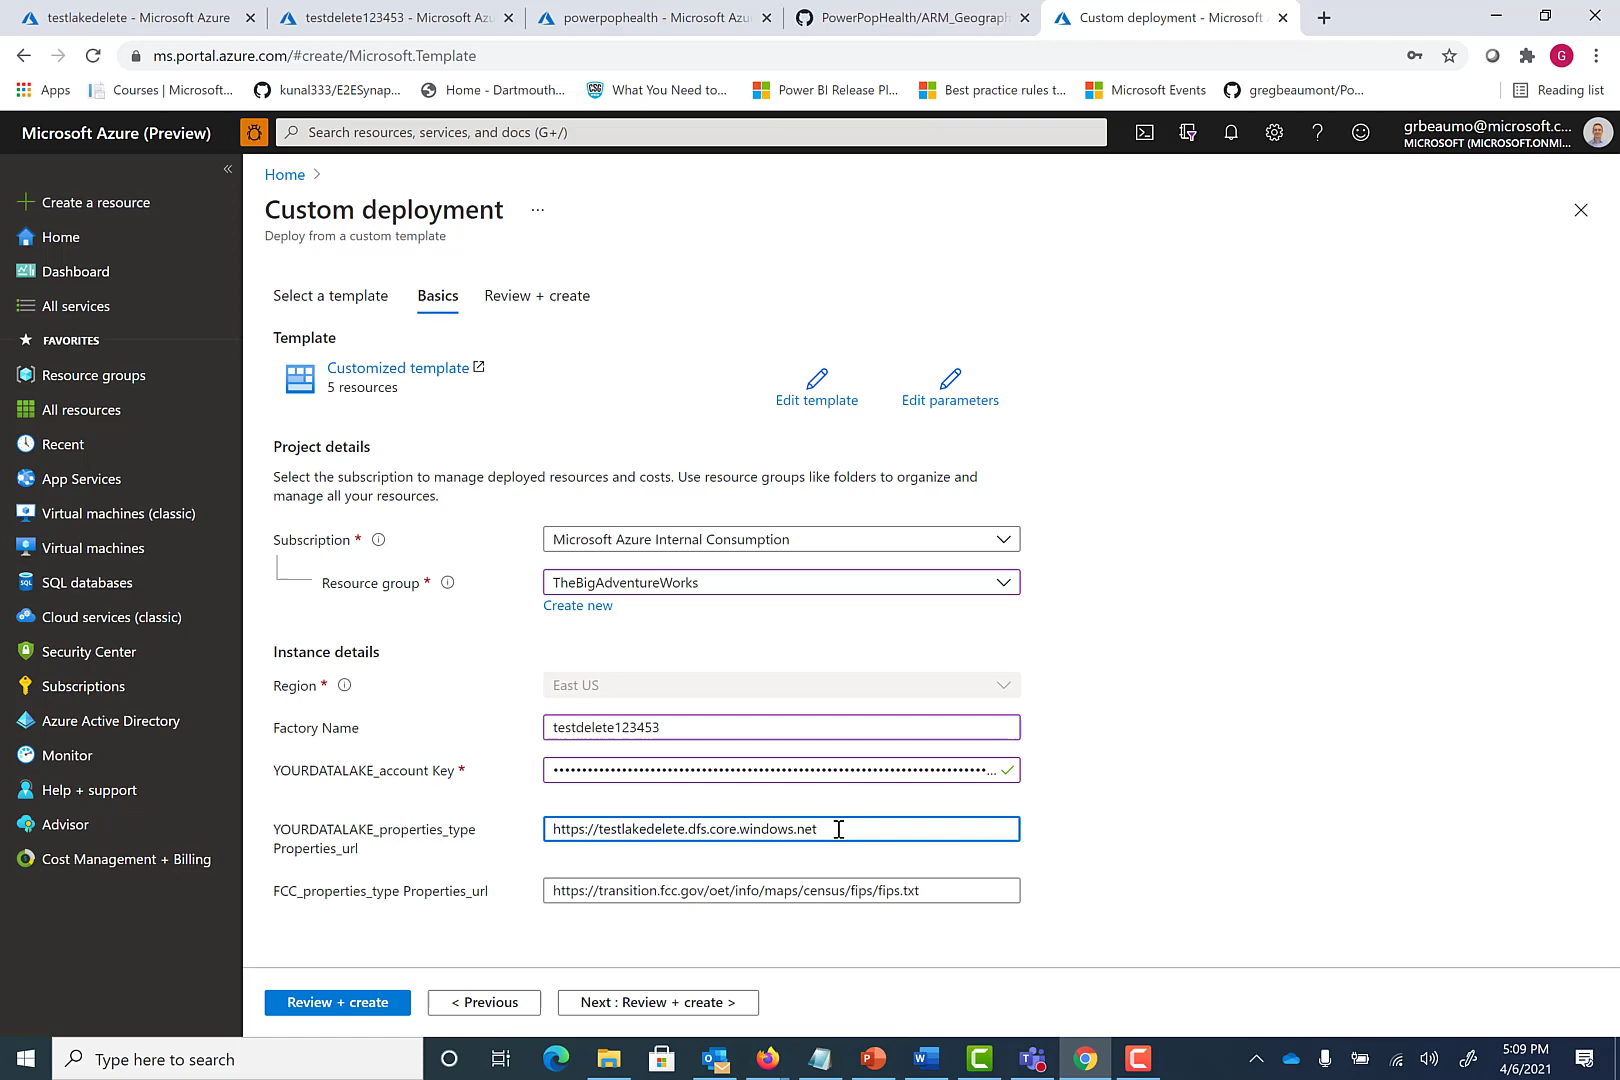 testlakedelete - Microsoft Azure
testdelete123453 - Microsoft Azu
powerpophealth - Microsoft Azu
PowerPopHealth/ARM_Geograph
Custom deployment - Microsoft
ms.portal.azure.com/#create/Microsoft.Template
G
Apps
Courses | Microsoft...
kunal333/E2ESynap...
Home - Dartmouth...
What You Need to...
Power BI Release Pl...
Best practice rules t...
Microsoft Events
gregbeaumont/Po...
Reading list
Microsoft Azure (Preview)
Search resources, services, and docs (G+/)
grbeaumo@microsoft.c...
MICROSOFT (MICROSOFT.ONMI...
Create a resource
Home
Dashboard
All services
FAVORITES
Resource groups
All resources
Recent
App Services
Virtual machines (classic)
Virtual machines
SQL databases
Cloud services (classic)
Security Center
Subscriptions
Azure Active Directory
Monitor
Help + support
Advisor
Cost Management + Billing
Home >
Custom deployment ...
Deploy from a custom template
Select a template
Basics
Review + create
Template
Customized template
5 resources
Edit template
Edit parameters
Project details
Select the subscription to manage deployed resources and costs. Use resource groups like folders to organize and
manage all your resources.
Subscription *
Microsoft Azure Internal Consumption
Resource group *
TheBigAdventureWorks
Create new
Instance details
Region *
East US
Factory Name
testdelete123453
YOURDATALAKE_account Key *
YOURDATALAKE_properties_type
Properties_url
https://testlakedelete.dfs.core.windows.net
FCC_properties_type Properties_url
https://transition.fcc.gov/oet/info/maps/census/fips/fips.txt
Review + create
< Previous
Next : Review + create >
Type here to search
5:09 PM
4/6/2021